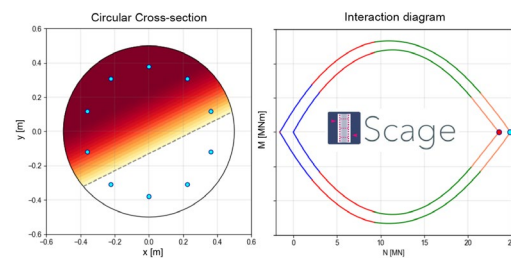 Circular Cross-section
Interaction diagram
0.6
0.4
0.2
0.0
−0.2
−0.4
−0.6
y [m]
−0.6 −0.4 −0.2 0.0 0.2 0.4 0.6
x [m]
M [MNm]
Scage
0 5 10 15 20
N [MN]